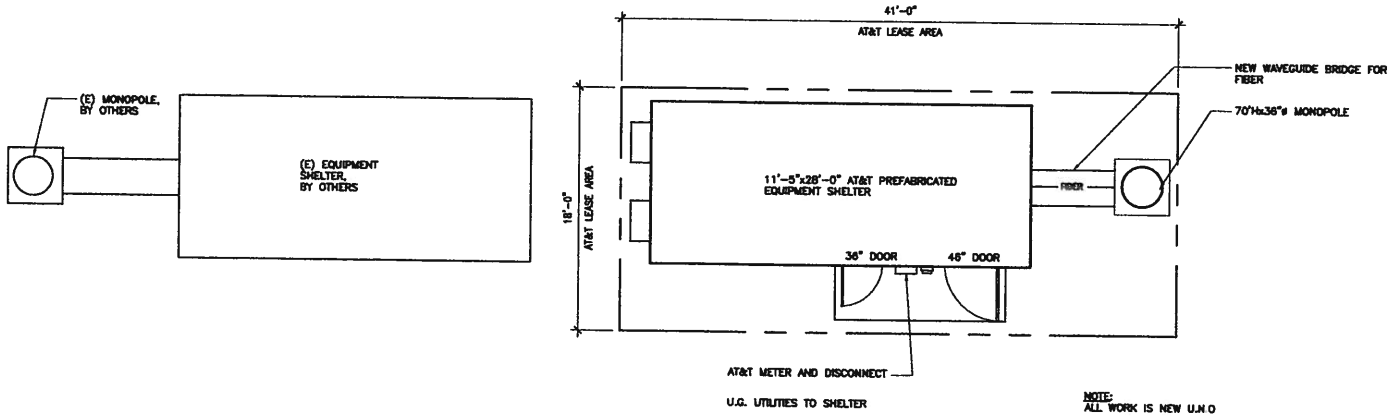 41'-0"
AT&T LEASE AREA
NEW WAVEGUIDE BRIDGE FOR
FIBER
(E) MONOPOLE,
BY OTHERS
70'Hx36"ø MONOPOLE
(E) EQUIPMENT
SHELTER,
BY OTHERS
11'-5"x28'-0" AT&T PREFABRICATED
EQUIPMENT SHELTER
FIBER
18'-0"
AT&T LEASE AREA
36" DOOR
46" DOOR
AT&T METER AND DISCONNECT
U.G. UTILITIES TO SHELTER
NOTE:
ALL WORK IS NEW U.N.O